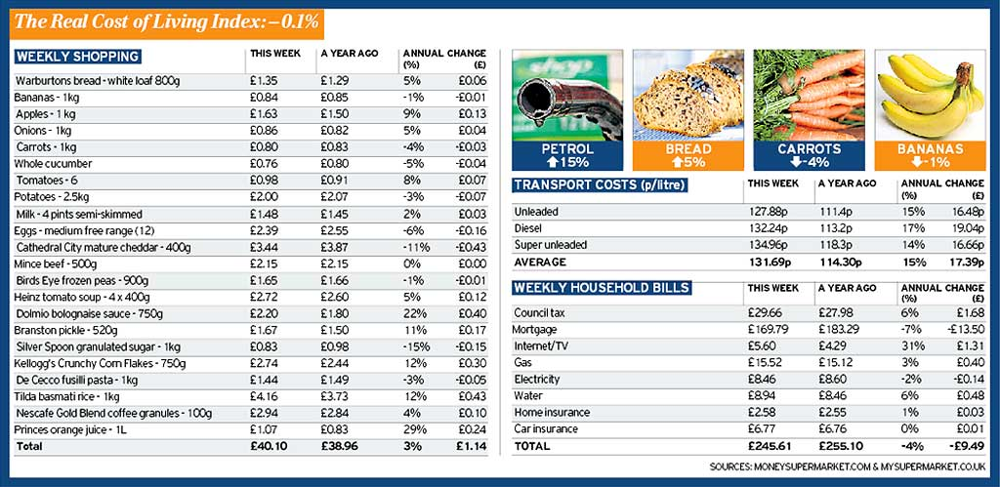 The Real Cost of Living Index: – 0.1%
WEEKLY SHOPPING THIS WEEK A YEAR AGO ANNUAL CHANGE
(%) (£)
Warburtons bread - white loaf 800g £1.35 £1.29 5% £0.06
Bananas - 1kg £0.84 £0.85 -1% -£0.01
Apples - 1 kg £1.63 £1.50 9% £0.13
Onions - 1kg £0.86 £0.82 5% £0.04
Carrots - 1kg £0.80 £0.83 -4% -£0.03
Whole cucumber £0.76 £0.80 -5% -£0.04
Tomatoes - 6 £0.98 £0.91 8% £0.07
Potatoes - 2.5kg £2.00 £2.07 -3% -£0.07
Milk - 4 pints semi-skimmed £1.48 £1.45 2% £0.03
Eggs - medium free range (12) £2.39 £2.55 -6% -£0.16
Cathedral City mature cheddar - 400g £3.44 £3.87 -11% -£0.43
Mince beef - 500g £2.15 £2.15 0% £0.00
Birds Eye frozen peas - 900g £1.65 £1.66 -1% -£0.01
Heinz tomato soup - 4 x 400g £2.72 £2.60 5% £0.12
Dolmio bolognaise sauce - 750g £2.20 £1.80 22% £0.40
Branston pickle - 520g £1.67 £1.50 11% £0.17
Silver Spoon granulated sugar - 1kg £0.83 £0.98 -15% -£0.15
Kellogg's Crunchy Corn Flakes - 750g £2.74 £2.44 12% £0.30
De Cecco fusilli pasta - 1kg £1.44 £1.49 -3% -£0.05
Tilda basmati rice - 1kg £4.16 £3.73 12% £0.43
Nescafe Gold Blend coffee granules - 100g £2.94 £2.84 4% £0.10
Princes orange juice - 1L £1.07 £0.83 29% £0.24
Total £40.10 £38.96 3% £1.14
PETROL
15%
BREAD
5%
CARROTS
-4%
BANANAS
-1%
TRANSPORT COSTS (p/litre) THIS WEEK A YEAR AGO ANNUAL CHANGE
(%) (£)
Unleaded 127.88p 111.4p 15% 16.48p
Diesel 132.24p 113.2p 17% 19.04p
Super unleaded 134.96p 118.3p 14% 16.66p
AVERAGE 131.69p 114.30p 15% 17.39p
WEEKLY HOUSEHOLD BILLS THIS WEEK A YEAR AGO ANNUAL CHANGE
(%) (£)
Council tax £29.66 £27.98 6% £1.68
Mortgage £169.79 £183.29 -7% -£13.50
Internet/TV £5.60 £4.29 31% £1.31
Gas £15.52 £15.12 3% £0.40
Electricity £8.46 £8.60 -2% -£0.14
Water £8.94 £8.46 6% £0.48
Home insurance £2.58 £2.55 1% £0.03
Car insurance £6.77 £6.76 0% £0.01
TOTAL £245.61 £255.10 -4% -£9.49
SOURCES: MONEYSUPERMARKET.COM & MYSUPERMARKET.CO.UK